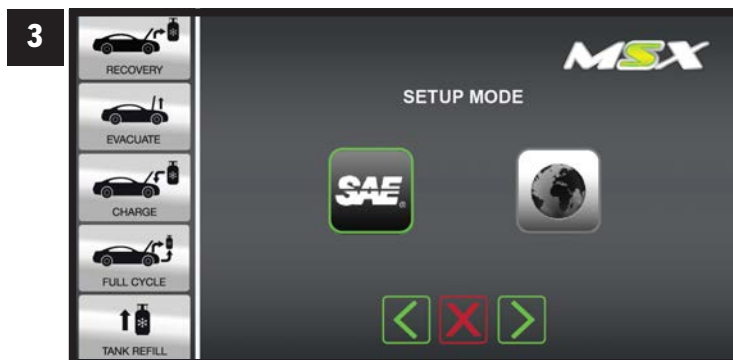 3
RECOVERY
EVACUATE
CHARGE
FULL CYCLE
TANK REFILL
MSX
SETUP MODE
SAE®